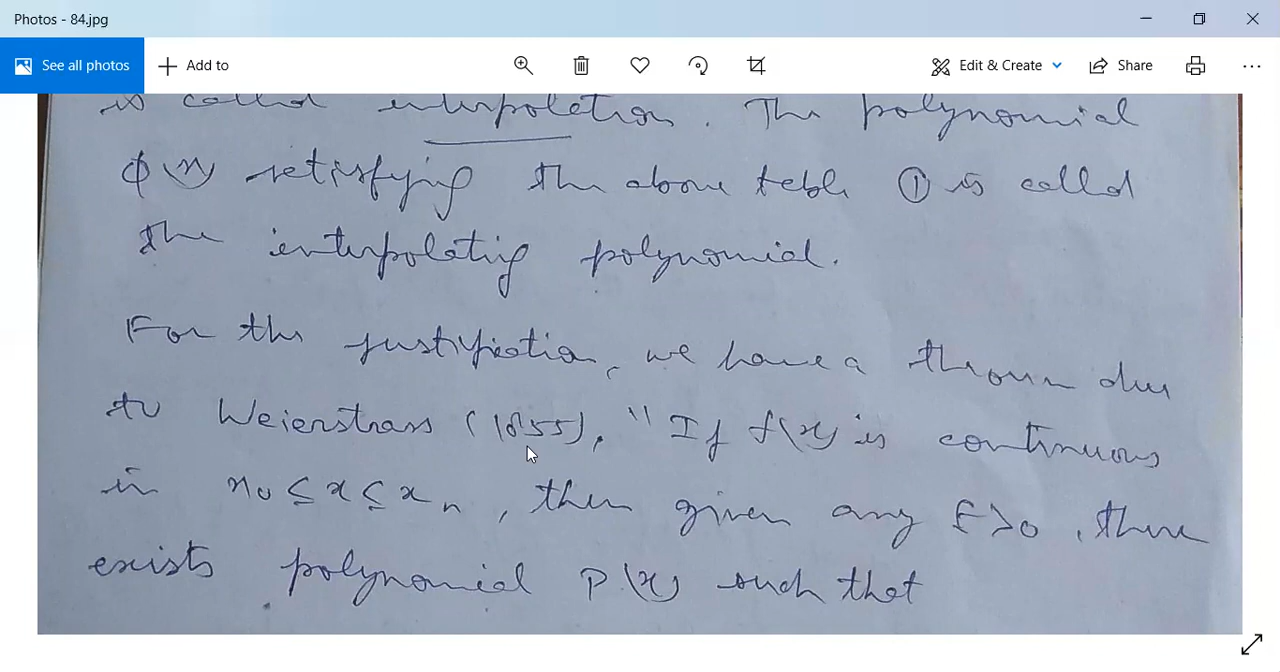 Photos - 84.jpg
See all photos
Add to
Edit & Create
Share
is called interpolation. The polynomial
ϕ(x) satisfying the above table ① is called
the interpolating polynomial.
For the justification, we have a theorem due
to Weierstrass (1855), "If f(x) is continuous
in x₀ ≤ x ≤ xₙ, then given any ε>0, there
exists polynomial P(x) such that